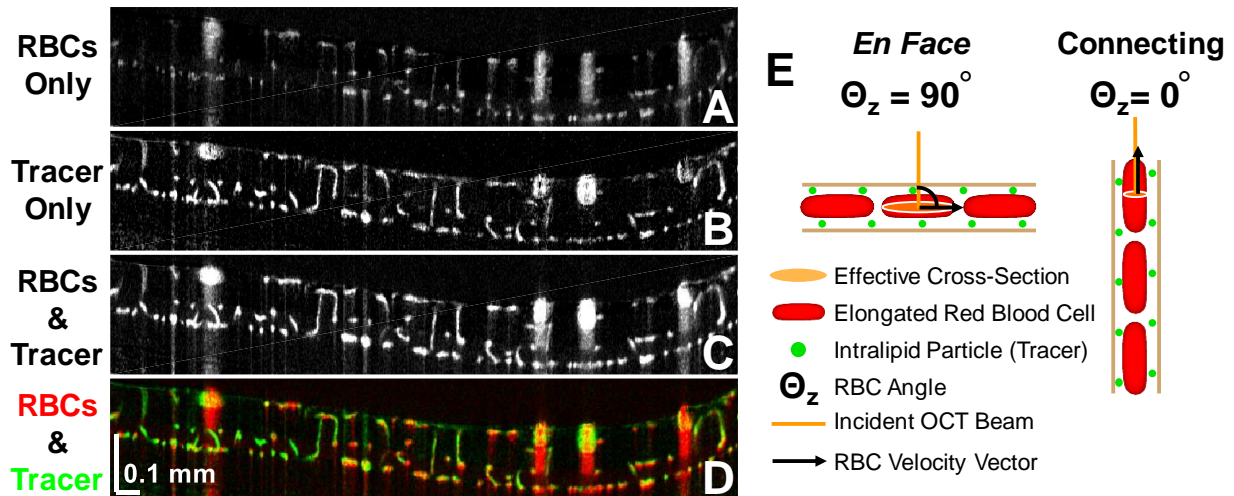 RBCs
Only
A
Tracer
Only
B
RBCs
&
Tracer
C
RBCs
&
Tracer
0.1 mm
D
E
En Face
Θz = 90°
Connecting
Θz= 0°
Effective Cross-Section
Elongated Red Blood Cell
Intralipid Particle (Tracer)
Θz RBC Angle
Incident OCT Beam
RBC Velocity Vector